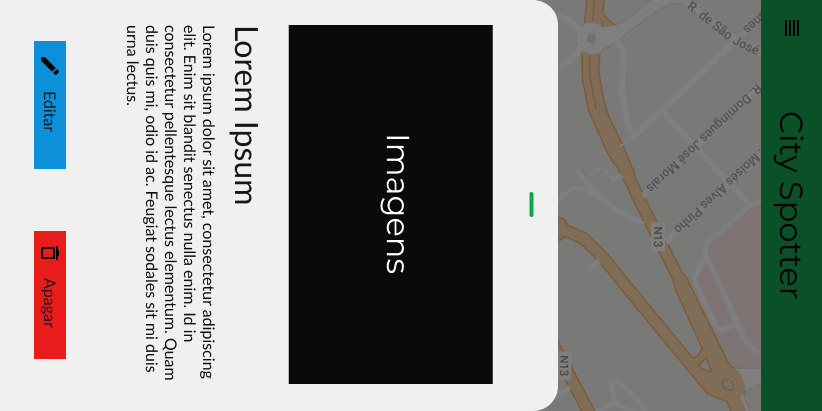 City Spotter
R. de São José
R. Domingues José Morais
Moisés Alves Pinho
N13
N13
Imagens
Lorem Ipsum
Lorem ipsum dolor sit amet, consectetur adipiscing
elit. Enim sit blandit senectus nulla enim. Id in
consectetur pellentesque lectus elementum. Quam
duis quis mi, odio id ac. Feugiat sodales sit mi duis
urna lectus.
Editar
Apagar